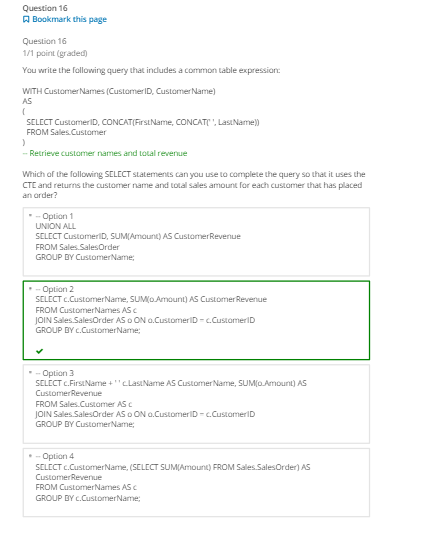 Question 16
Bookmark this page
Question 16
1/1 point (graded)
You write the following query that includes a common table expression:
WITH CustomerNames (CustomerID, CustomerName)
AS
(
SELECT CustomerID, CONCAT(FirstName, CONCAT(' ', LastName))
FROM Sales.Customer
)
-- Retrieve customer names and total revenue
Which of the following SELECT statements can you use to complete the query so that it uses the
CTE and returns the customer name and total sales amount for each customer that has placed
an order?
* -- Option 1
UNION ALL
SELECT CustomerID, SUM(Amount) AS CustomerRevenue
FROM Sales.SalesOrder
GROUP BY CustomerName;
* -- Option 2
SELECT c.CustomerName, SUM(o.Amount) AS CustomerRevenue
FROM CustomerNames AS c
JOIN Sales.SalesOrder AS o ON o.CustomerID = c.CustomerID
GROUP BY c.CustomerName;
* -- Option 3
SELECT c.FirstName + ' ' c.LastName AS CustomerName, SUM(o.Amount) AS
CustomerRevenue
FROM Sales.Customer AS c
JOIN Sales.SalesOrder AS o ON o.CustomerID = c.CustomerID
GROUP BY CustomerName;
* -- Option 4
SELECT c.CustomerName, (SELECT SUM(Amount) FROM Sales.SalesOrder) AS
CustomerRevenue
FROM CustomerNames AS c
GROUP BY c.CustomerName;